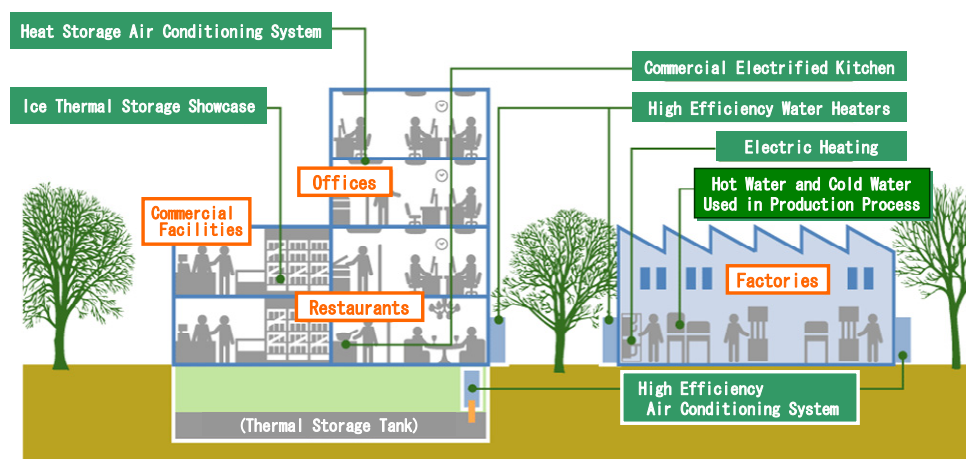 Heat Storage Air Conditioning System
Commercial Electrified Kitchen
Ice Thermal Storage Showcase
High Efficiency Water Heaters
Electric Heating
Offices
Hot Water and Cold Water
Used in Production Process
Commercial
Facilities
Factories
Restaurants
High Efficiency
Air Conditioning System
(Thermal Storage Tank)